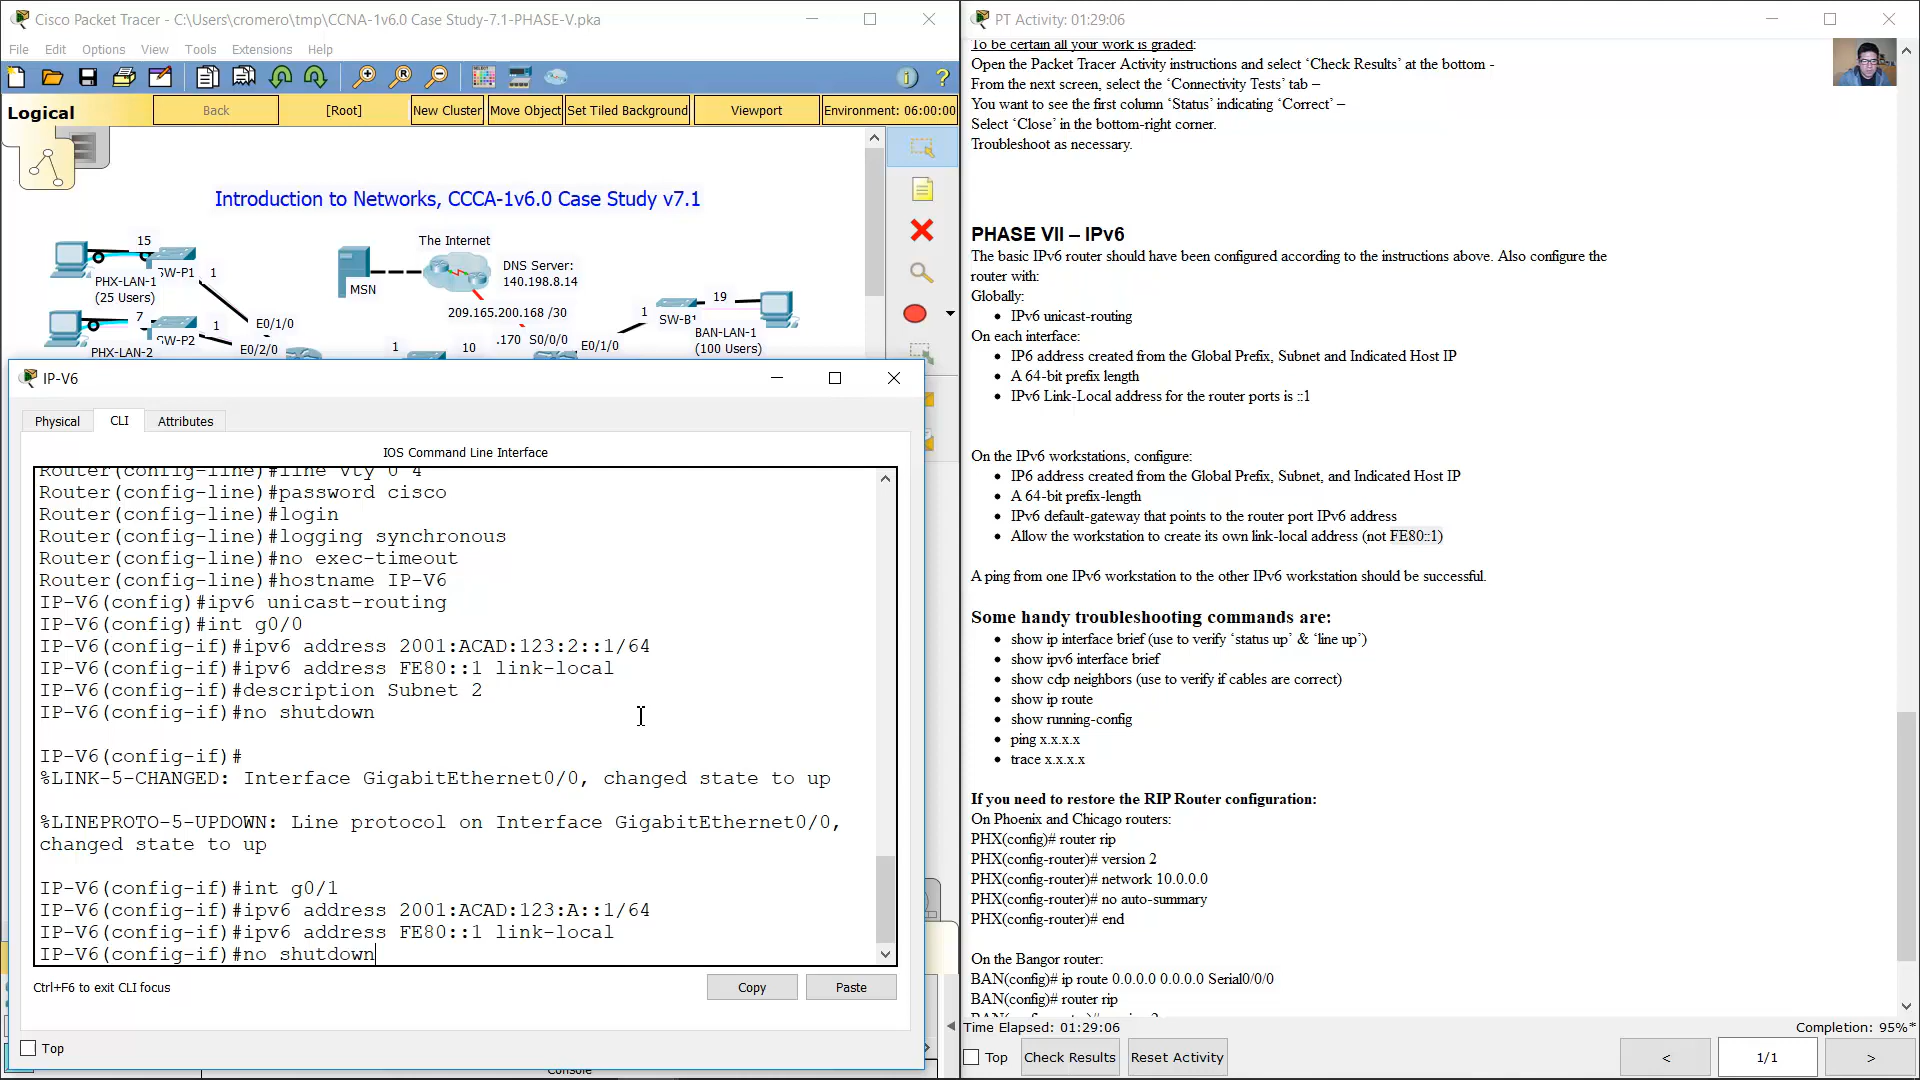 Cisco Packet Tracer - C:\Users\cromero\tmp\CCNA-1v6.0 Case Study-7.1-PHASE-V.pka
File Edit Options View Tools Extensions Help
Logical
Back
[Root]
New Cluster
Move Object
Set Tiled Background
Viewport
Environment: 06:00:00
Introduction to Networks, CCCA-1v6.0 Case Study v7.1
15
SW-P1
1
PHX-LAN-1
(25 Users)
7
1
SW-P2
PHX-LAN-2
E0/1/0
E0/2/0
The Internet
MSN
DNS Server:
140.198.8.14
209.165.200.168 /30
.170
S0/0/0
E0/1/0
1
10
1
SW-B1
19
BAN-LAN-1
(100 Users)
IP-V6
Physical
CLI
Attributes
IOS Command Line Interface
Router(config-line)#line vty 0 4
Router(config-line)#password cisco
Router(config-line)#login
Router(config-line)#logging synchronous
Router(config-line)#no exec-timeout
Router(config-line)#hostname IP-V6
IP-V6(config)#ipv6 unicast-routing
IP-V6(config)#int g0/0
IP-V6(config-if)#ipv6 address 2001:ACAD:123:2::1/64
IP-V6(config-if)#ipv6 address FE80::1 link-local
IP-V6(config-if)#description Subnet 2
IP-V6(config-if)#no shutdown
IP-V6(config-if)#
%LINK-5-CHANGED: Interface GigabitEthernet0/0, changed state to up
%LINEPROTO-5-UPDOWN: Line protocol on Interface GigabitEthernet0/0,
changed state to up
IP-V6(config-if)#int g0/1
IP-V6(config-if)#ipv6 address 2001:ACAD:123:A::1/64
IP-V6(config-if)#ipv6 address FE80::1 link-local
IP-V6(config-if)#no shutdown
Ctrl+F6 to exit CLI focus
Copy
Paste
Top
Console
PT Activity: 01:29:06
To be certain all your work is graded:
Open the Packet Tracer Activity instructions and select ‘Check Results’ at the bottom -
From the next screen, select the ‘Connectivity Tests’ tab –
You want to see the first column ‘Status’ indicating ‘Correct’ –
Select ‘Close’ in the bottom-right corner.
Troubleshoot as necessary.
PHASE VII – IPv6
The basic IPv6 router should have been configured according to the instructions above. Also configure the
router with:
Globally:
• IPv6 unicast-routing
On each interface:
• IP6 address created from the Global Prefix, Subnet and Indicated Host IP
• A 64-bit prefix length
• IPv6 Link-Local address for the router ports is ::1
On the IPv6 workstations, configure:
• IP6 address created from the Global Prefix, Subnet, and Indicated Host IP
• A 64-bit prefix-length
• IPv6 default-gateway that points to the router port IPv6 address
• Allow the workstation to create its own link-local address (not FE80::1)
A ping from one IPv6 workstation to the other IPv6 workstation should be successful.
Some handy troubleshooting commands are:
• show ip interface brief (use to verify ‘status up’ & ‘line up’)
• show ipv6 interface brief
• show cdp neighbors (use to verify if cables are correct)
• show ip route
• show running-config
• ping x.x.x.x
• trace x.x.x.x
If you need to restore the RIP Router configuration:
On Phoenix and Chicago routers:
PHX(config)# router rip
PHX(config-router)# version 2
PHX(config-router)# network 10.0.0.0
PHX(config-router)# no auto-summary
PHX(config-router)# end
On the Bangor router:
BAN(config)# ip route 0.0.0.0 0.0.0.0 Serial0/0/0
BAN(config)# router rip
Time Elapsed: 01:29:06
Completion: 95%*
Top
Check Results
Reset Activity
<
1/1
>